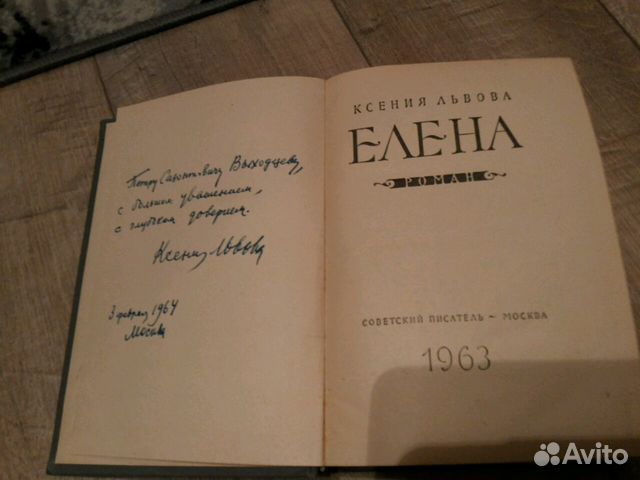 Петру Сазонтовичу Выходцеву,
с большим уважением,
с глубоким доверием.
Ксения Львова
3 февраля 1964
Москва
КСЕНИЯ ЛЬВОВА
ЕЛЕНА
РОМАН
СОВЕТСКИЙ ПИСАТЕЛЬ ~ МОСКВА
1963
Avito